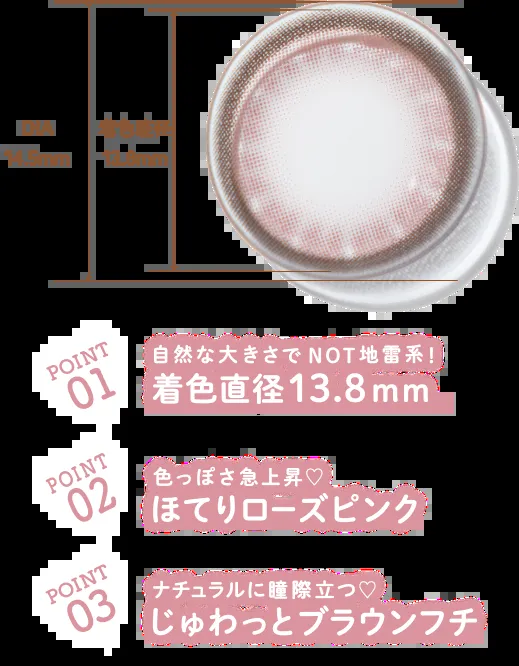 DIA
14.5mm
着色直径
13.8mm
POINT
01
自然な大きさでNOT地雷系!
着色直径13.8mm
POINT
02
色っぽさ急上昇♡
ほてりローズピンク
POINT
03
ナチュラルに瞳際立つ♡
じゅわっとブラウンフチ